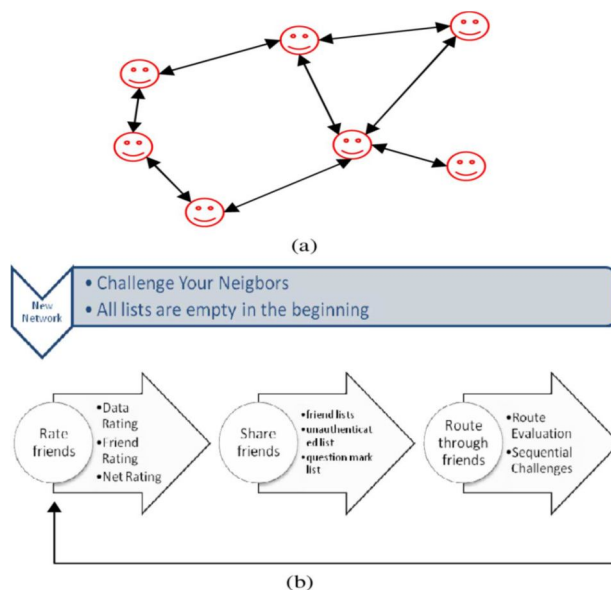 (a)
New
Network
• Challenge Your Neigbors
• All lists are empty in the beginning
Rate
friends
•Data
Rating
•Friend
Rating
•Net Rating
Share
friends
•friend lists
•unauthenticat
ed list
•question mark
list
Route
through
friends
•Route
Evaluation
•Sequential
Challenges
(b)